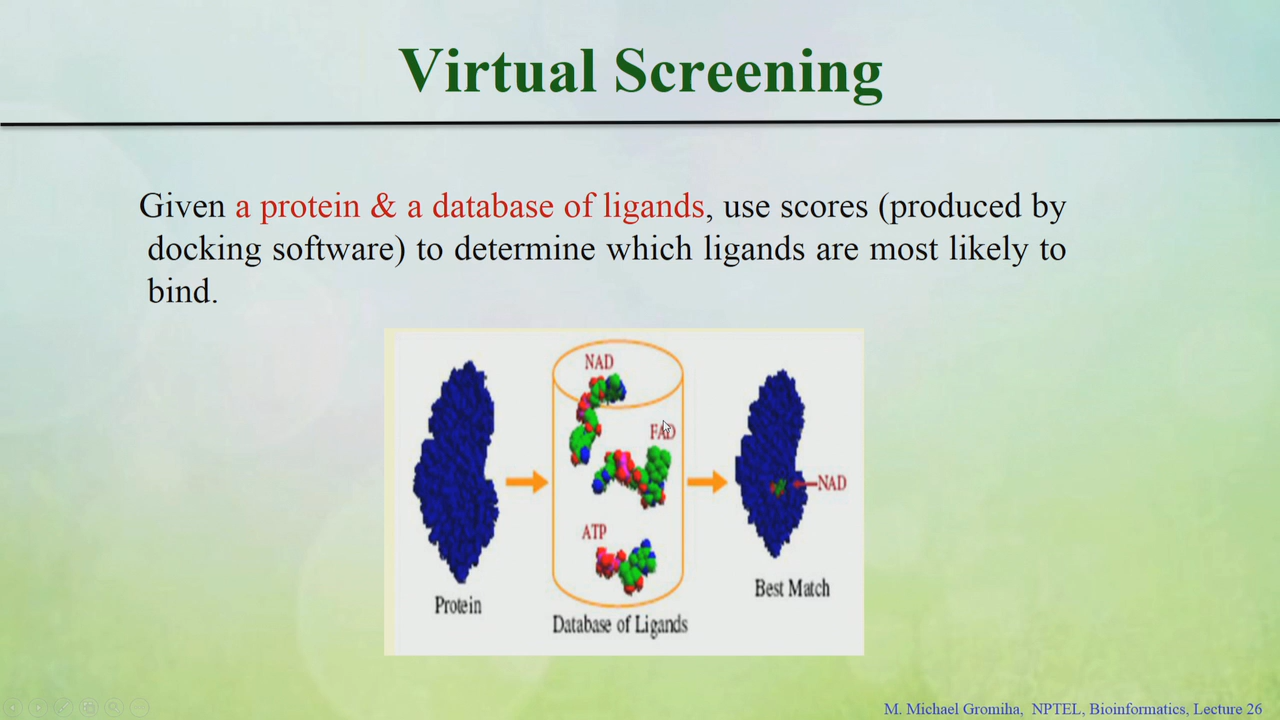 Virtual Screening
Given a protein & a database of ligands, use scores (produced by
docking software) to determine which ligands are most likely to
bind.
NAD
FAD
ATP
NAD
Protein
Database of Ligands
Best Match
M. Michael Gromiha, NPTEL, Bioinformatics, Lecture 26